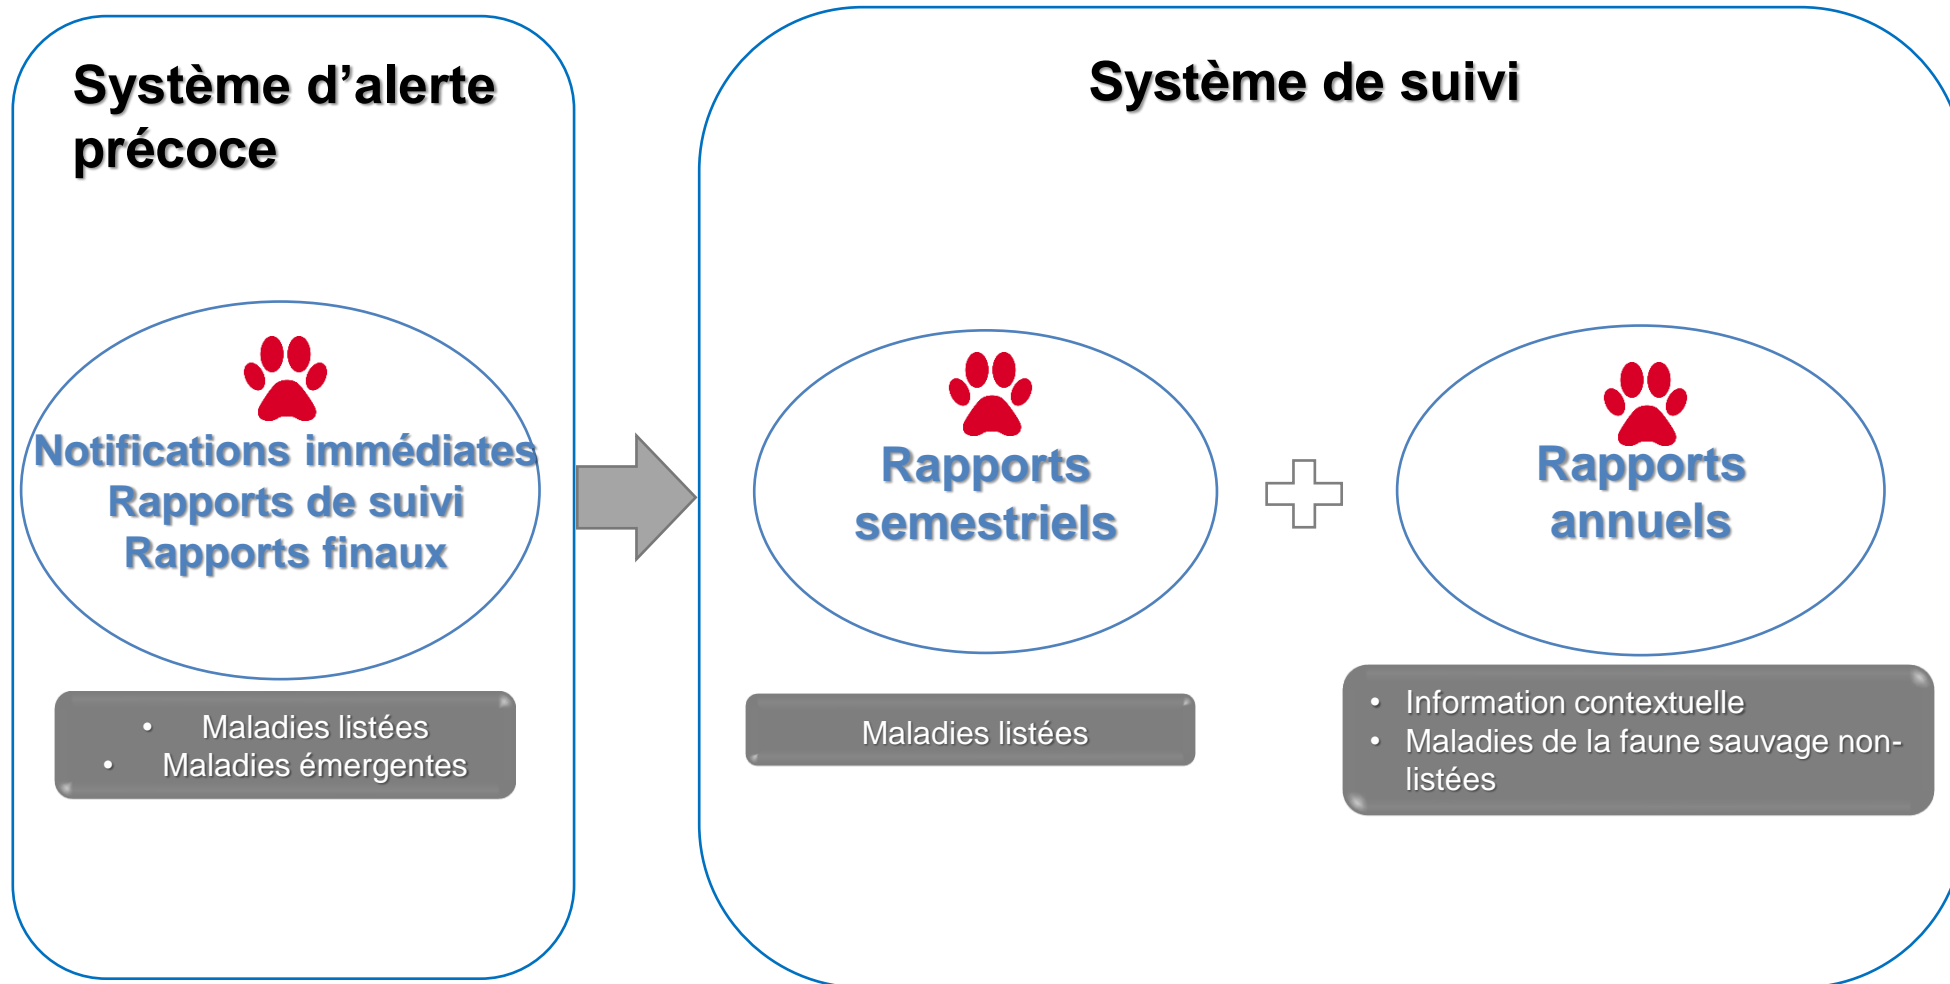 Système d’alerte
précoce
Notifications immédiates
Rapports de suivi
Rapports finaux
• Maladies listées
• Maladies émergentes
Système de suivi
Rapports
semestriels
Maladies listées
Rapports
annuels
• Information contextuelle
• Maladies de la faune sauvage non-
listées